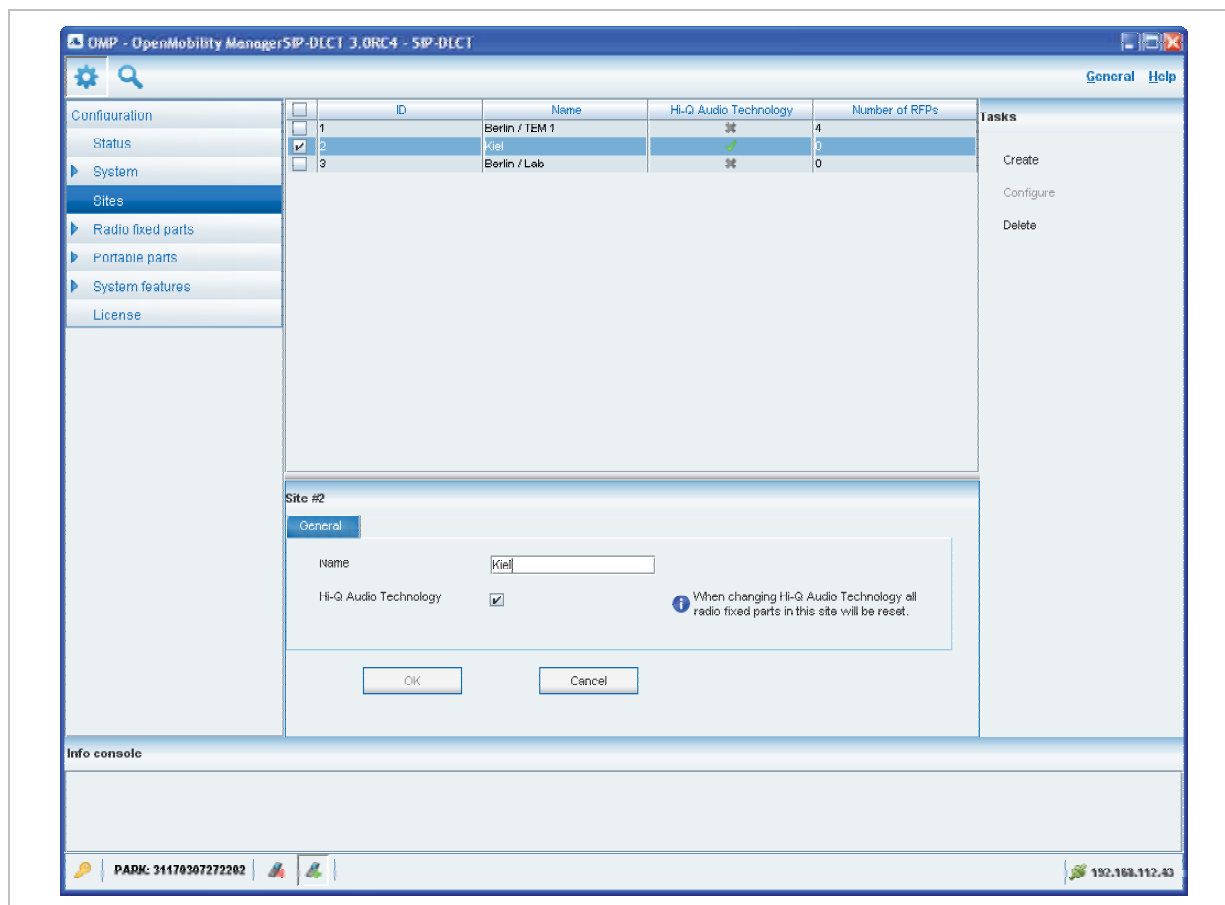 OMP - OpenMobility Manager SIP-DECT 3.0RC4 - SIP-DECT
General Help
Configuration
Status
System
Sites
Radio fixed parts
Portable parts
System features
License
ID Name Hi-Q Audio Technology Number of RFPs
1 Berlin / TEM 1 4
2 Kiel 0
3 Berlin / Lab 0
Tasks
Create
Configure
Delete
Site #2
General
Name Kiel
Hi-Q Audio Technology
When changing Hi-Q Audio Technology all
radio fixed parts in this site will be reset.
OK Cancel
Info console
PARK: 31170307272202
192.168.112.43